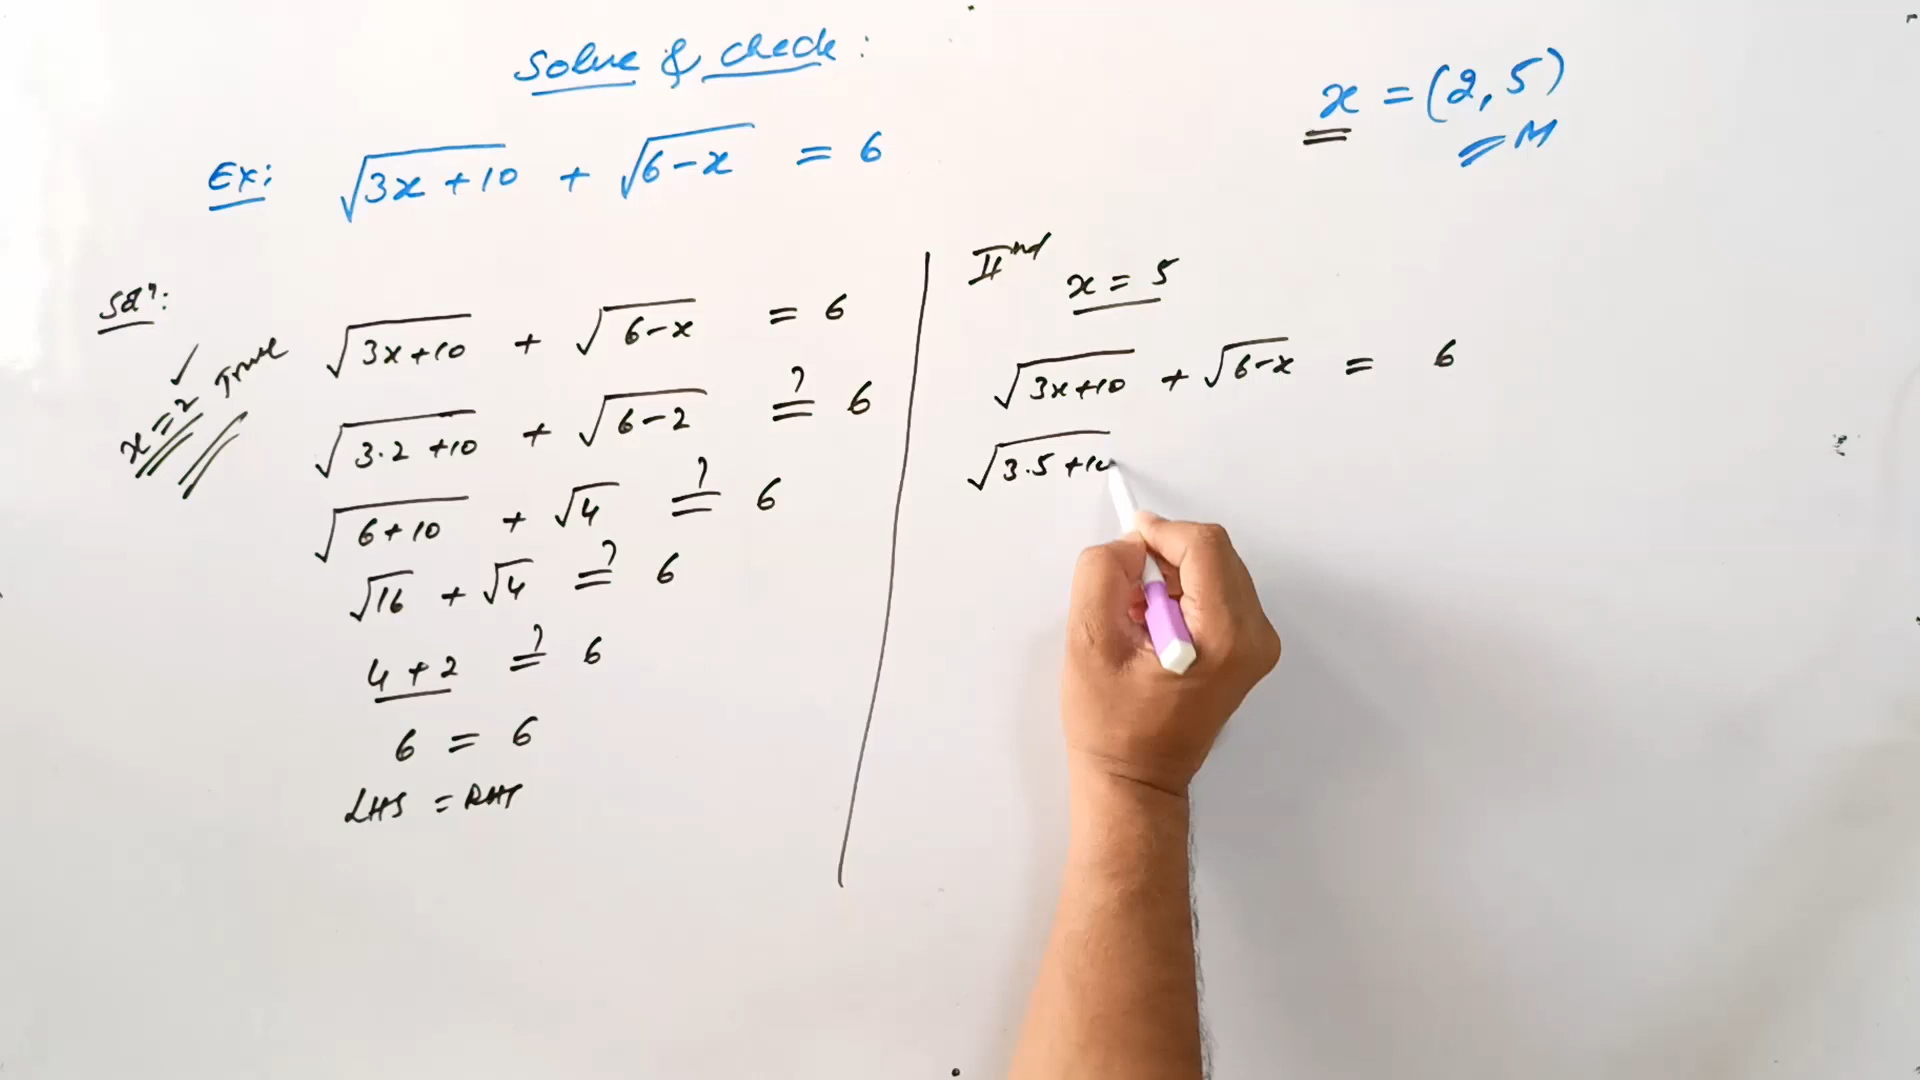 Solve & check:
x = (2, 5)
M
Ex: √3x+10 + √6-x = 6
Solⁿ:
√3x+10 + √6-x = 6
x=2 ✓ True
√3.2 +10 + √6-2 =? 6
√6+10 + √4 =? 6
√16 + √4 =? 6
4 + 2 =? 6
6 = 6
LHS = RHS
IInd
x = 5
√3x+10 + √6-x = 6
√3.5 +10